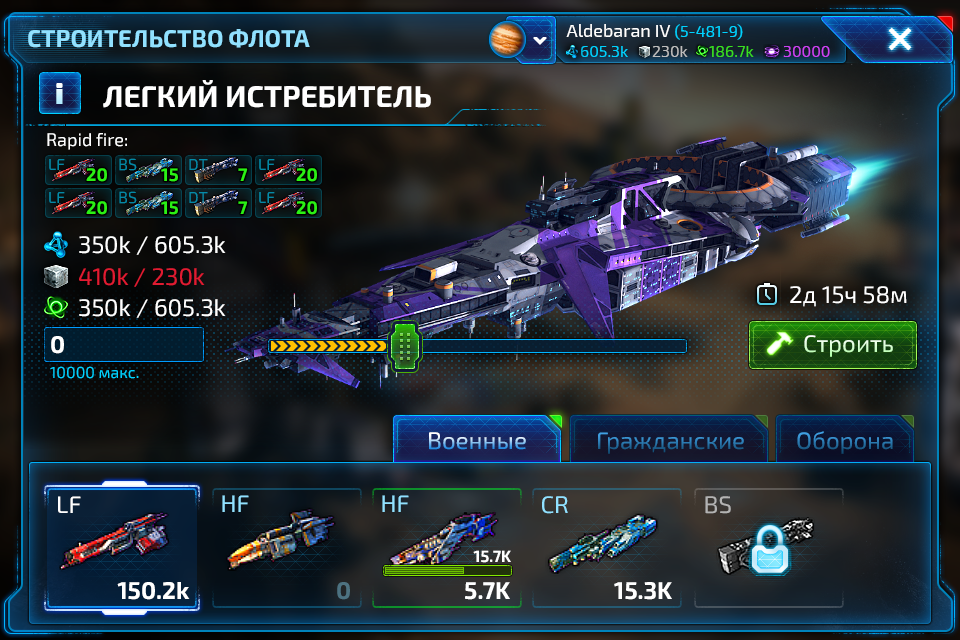 СТРОИТЕЛЬСТВО ФЛОТА
Aldebaran IV (5-481-9)
605.3k 230k 186.7k 30000
i
ЛЕГКИЙ ИСТРЕБИТЕЛЬ
Rapid fire:
LF 20 BS 15 DT 7 LF 20
LF 20 BS 15 DT 7 LF 20
350k / 605.3k
410k / 230k
350k / 605.3k
2д 15ч 58м
0
Строить
10000 макс.
Военные Гражданские Оборона
LF HF HF CR BS
15.7K
150.2k 0 5.7K 15.3K